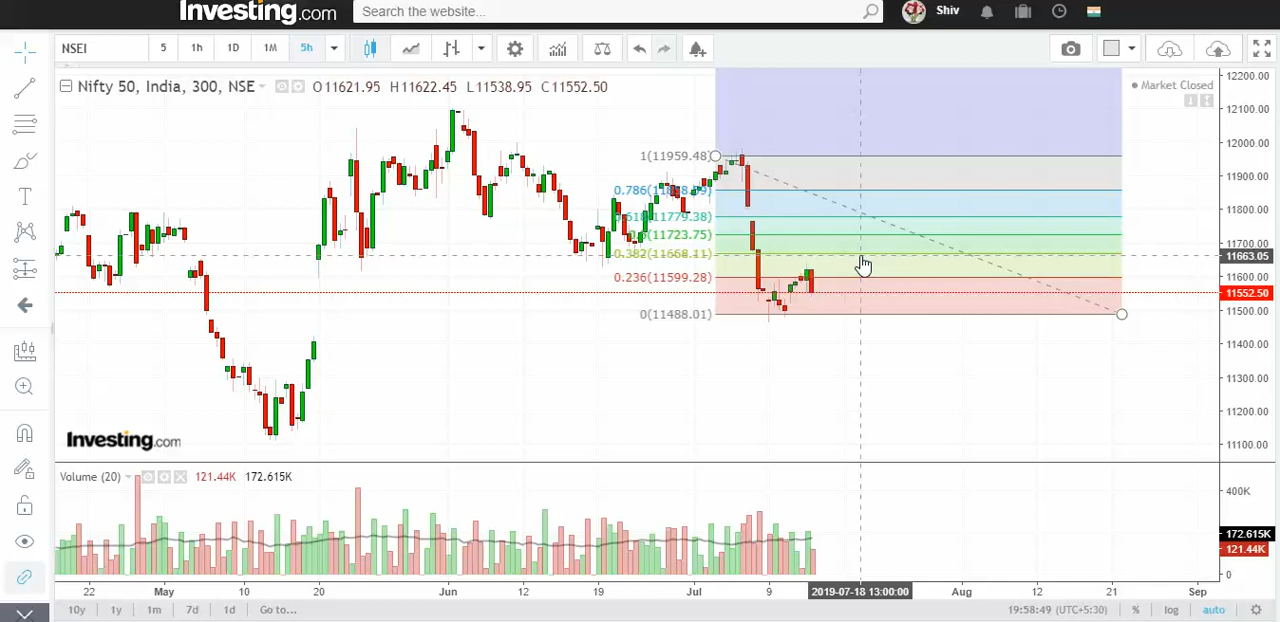 Investing.com
Search the website...
Shiv
NSEI
5
1h
1D
1M
5h
Nifty 50, India, 300, NSE
O11621.95 H11622.45 L11538.95 C11552.50
Market Closed
12200.00
12100.00
12000.00
11900.00
11800.00
11700.00
11663.05
11600.00
11552.50
11500.00
11400.00
11300.00
11200.00
11100.00
1(11959.48)
0.618(11779.38)
0.5(11723.75)
0.382(11668.11)
0.236(11599.28)
0(11488.01)
Investing.com
Volume (20) 121.44K 172.615K
400K
172.615K
121.44K
0
22 May 10 20 Jun 12 19 Jul 9 2019-07-18 13:00:00 Aug 12 21 Sep
10y 1y 1m 7d 1d Go to... 19:58:49 (UTC+5:30) % log auto